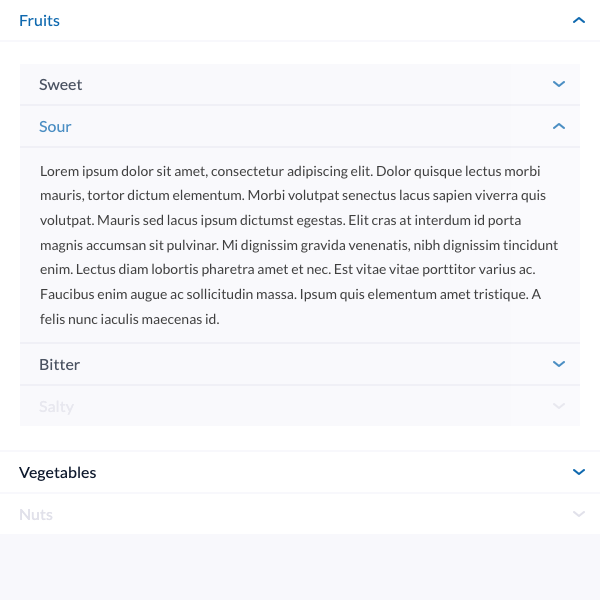 Fruits
Sweet
Sour
Lorem ipsum dolor sit amet, consectetur adipiscing elit. Dolor quisque lectus morbi
mauris, tortor dictum elementum. Morbi volutpat senectus lacus sapien viverra quis
volutpat. Mauris sed lacus ipsum dictumst egestas. Elit cras at interdum id porta
magnis accumsan sit pulvinar. Mi dignissim gravida venenatis, nibh dignissim tincidunt
enim. Lectus diam lobortis pharetra amet et nec. Est vitae vitae porttitor varius ac.
Faucibus enim augue ac sollicitudin massa. Ipsum quis elementum amet tristique. A
felis nunc iaculis maecenas id.
Bitter
Salty
Vegetables
Nuts